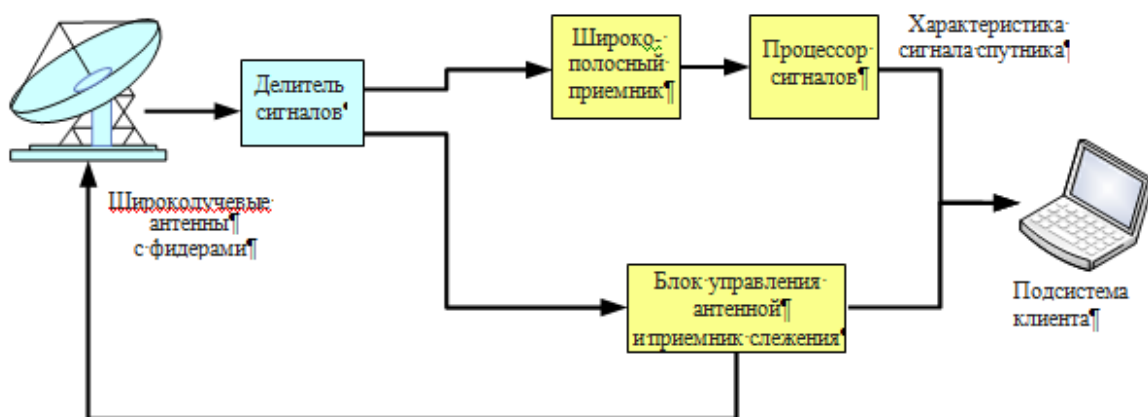 Широко-
полосный
приемник¶
Процессор
сигналов¶
Характеристика
сигнала·спутника¶
Делитель
сигналов
Широколучевые
антенны¶
с·фидерами¶
Блок·управления
антенной¶
и·приемник·слежения
Подсистема
клиента¶